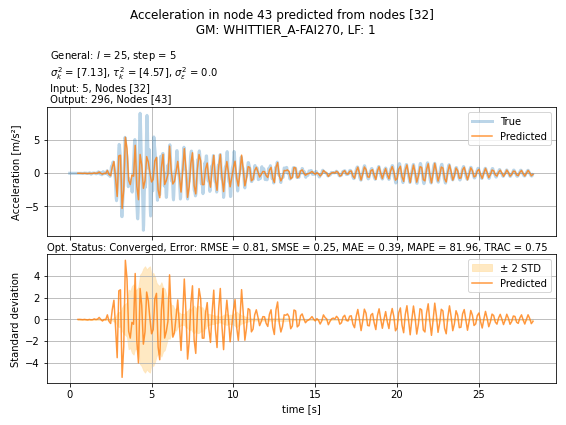 Acceleration in node 43 predicted from nodes [32]
GM: WHITTIER_A-FAI270, LF: 1
General: l = 25, step = 5
σ²ₖ = [7.13], τ²ₖ = [4.57], σ²ε = 0.0
Input: 5, Nodes [32]
Output: 296, Nodes [43]
Acceleration [m/s²]
5
0
−5
True
Predicted
Opt. Status: Converged, Error: RMSE = 0.81, SMSE = 0.25, MAE = 0.39, MAPE = 81.96, TRAC = 0.75
Standard deviation
4
2
0
−2
−4
± 2 STD
Predicted
0 5 10 15 20 25
time [s]